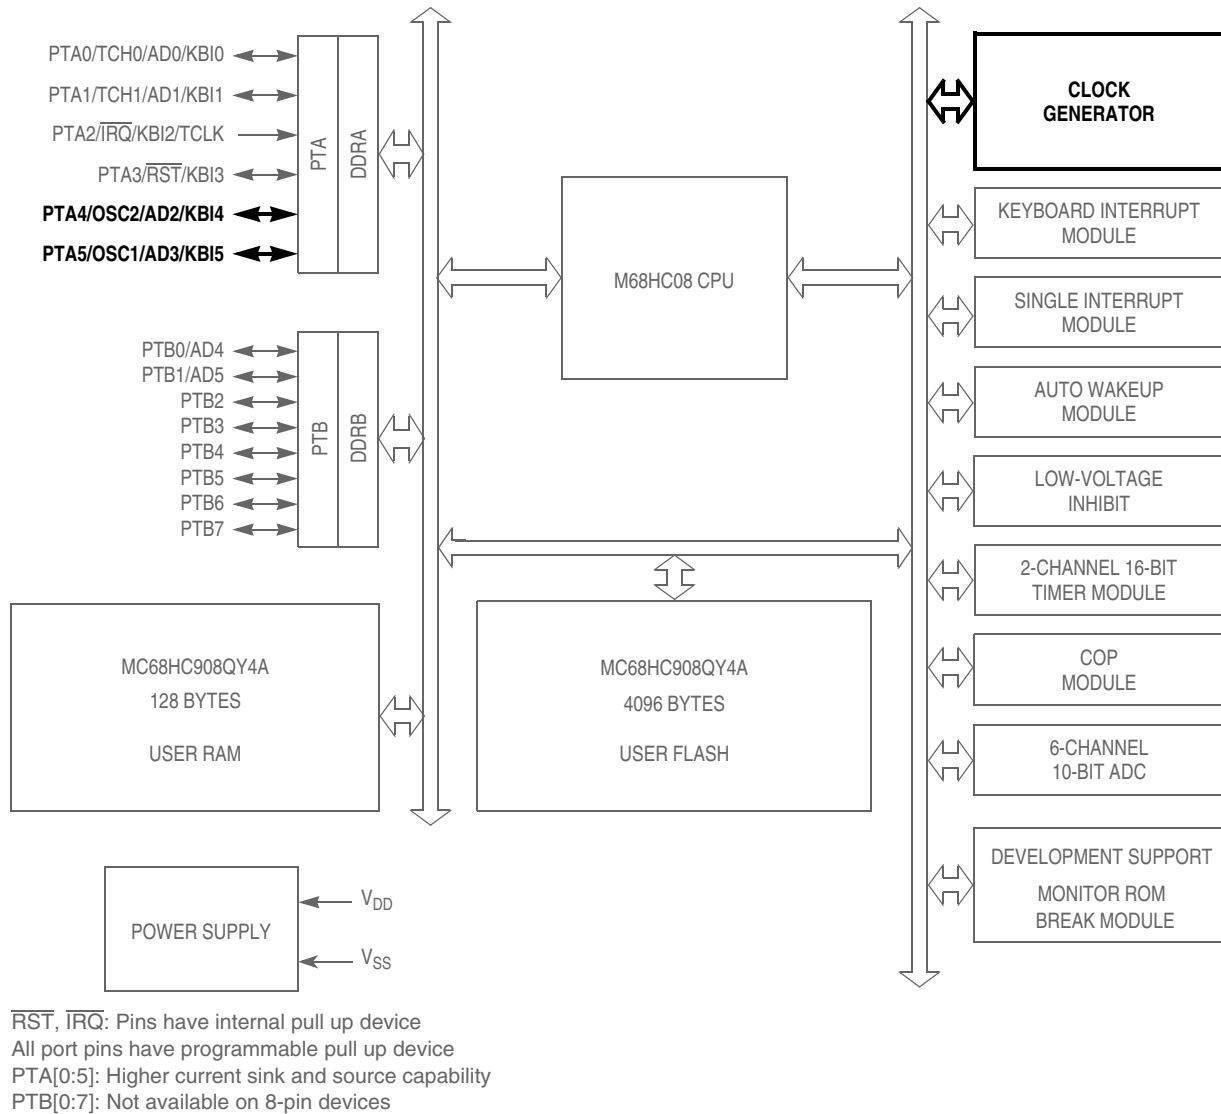 PTA0/TCH0/AD0/KBI0
PTA1/TCH1/AD1/KBI1
PTA2/IRQ/KBI2/TCLK
PTA3/RST/KBI3
PTA4/OSC2/AD2/KBI4
PTA5/OSC1/AD3/KBI5
PTA
DDRA
PTB0/AD4
PTB1/AD5
PTB2
PTB3
PTB4
PTB5
PTB6
PTB7
PTB
DDRB
M68HC08 CPU
CLOCK
GENERATOR
KEYBOARD INTERRUPT
MODULE
SINGLE INTERRUPT
MODULE
AUTO WAKEUP
MODULE
LOW-VOLTAGE
INHIBIT
2-CHANNEL 16-BIT
TIMER MODULE
COP
MODULE
6-CHANNEL
10-BIT ADC
DEVELOPMENT SUPPORT
MONITOR ROM
BREAK MODULE
MC68HC908QY4A
128 BYTES
USER RAM
MC68HC908QY4A
4096 BYTES
USER FLASH
POWER SUPPLY
VDD
VSS
RST, IRQ: Pins have internal pull up device
All port pins have programmable pull up device
PTA[0:5]: Higher current sink and source capability
PTB[0:7]: Not available on 8-pin devices